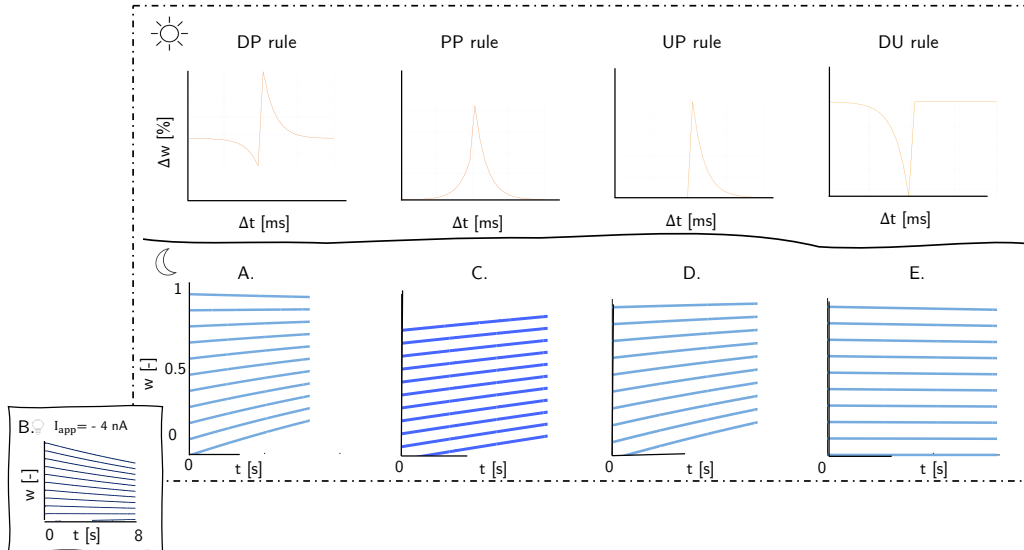 DP rule
PP rule
UP rule
DU rule
Δw [%]
Δt [ms]
Δt [ms]
Δt [ms]
Δt [ms]
A.
C.
D.
E.
1
0.5
0
w [-]
0
t [s]
0
t [s]
0
t [s]
0
t [s]
B.
Iapp= - 4 nA
w [-]
0
t [s]
8